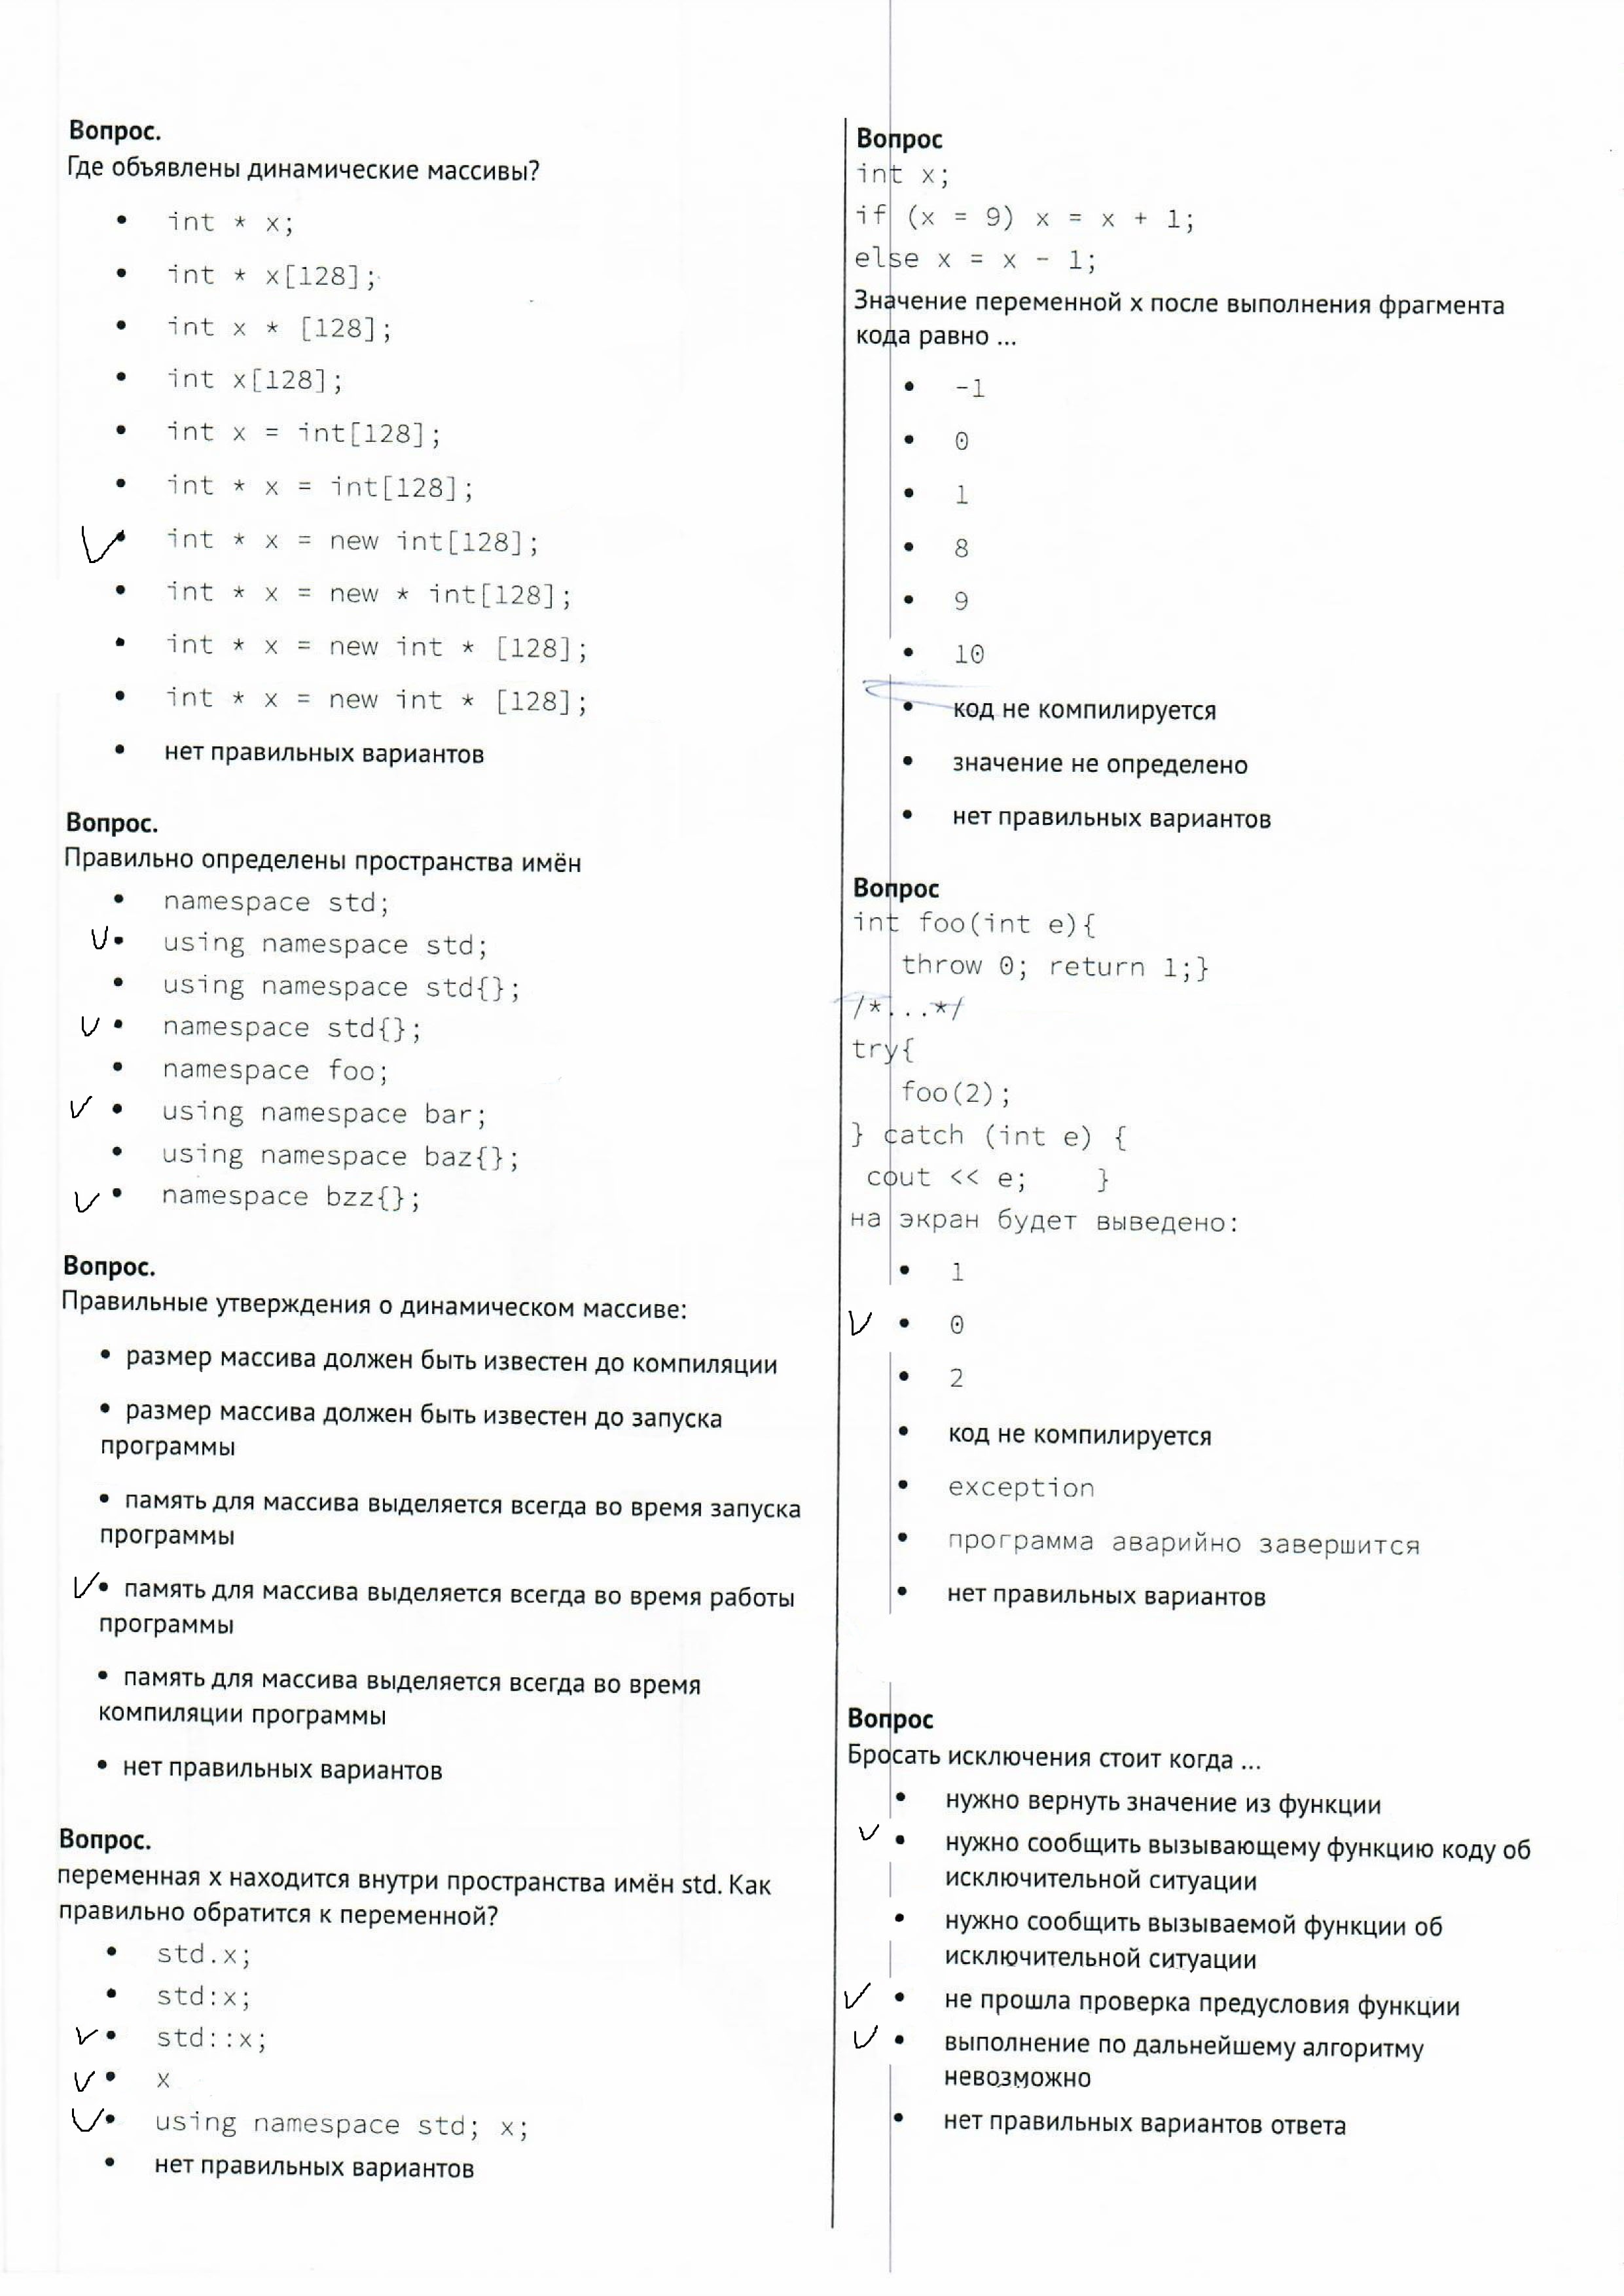 Вопрос.
Где объявлены динамические массивы?
• int * x;
• int * x[128];
• int x * [128];
• int x[128];
• int x = int[128];
• int * x = int[128];
• int * x = new int[128];
• int * x = new * int[128];
• int * x = new int * [128];
• int * x = new int * [128];
• нет правильных вариантов
Вопрос.
Правильно определены пространства имён
• namespace std;
• using namespace std;
• using namespace std{};
• namespace std{};
• namespace foo;
• using namespace bar;
• using namespace baz{};
• namespace bzz{};
Вопрос.
Правильные утверждения о динамическом массиве:
• размер массива должен быть известен до компиляции
• размер массива должен быть известен до запуска
программы
• память для массива выделяется всегда во время запуска
программы
• память для массива выделяется всегда во время работы
программы
• память для массива выделяется всегда во время
компиляции программы
• нет правильных вариантов
Вопрос.
переменная x находится внутри пространства имён std. Как
правильно обратится к переменной?
• std.x;
• std:x;
• std::x;
• x
• using namespace std; x;
• нет правильных вариантов
Вопрос
int x;
if (x = 9) x = x + 1;
else x = x - 1;
Значение переменной x после выполнения фрагмента
кода равно ...
• -1
• 0
• 1
• 8
• 9
• 10
• код не компилируется
• значение не определено
• нет правильных вариантов
Вопрос
int foo(int e){
throw 0; return 1;}
/*...*/
try{
foo(2);
} catch (int e) {
cout << e; }
на экран будет выведено:
• 1
• 0
• 2
• код не компилируется
• exception
• программа аварийно завершится
• нет правильных вариантов
Вопрос
Бросать исключения стоит когда ...
• нужно вернуть значение из функции
• нужно сообщить вызывающему функцию коду об
исключительной ситуации
• нужно сообщить вызываемой функции об
исключительной ситуации
• не прошла проверка предусловия функции
• выполнение по дальнейшему алгоритму
невозможно
• нет правильных вариантов ответа